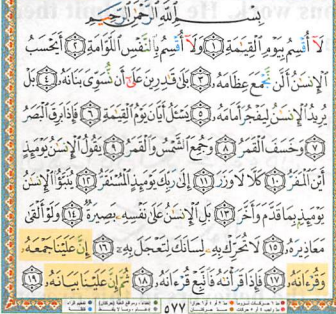 بِسْمِ ٱللَّهِ ٱلرَّحْمَٰنِ ٱلرَّحِيمِ
لَآ أُقْسِمُ بِيَوْمِ ٱلْقِيَٰمَةِ ١ وَلَآ أُقْسِمُ بِٱلنَّفْسِ ٱللَّوَّامَةِ ٢ أَيَحْسَبُ
ٱلْإِنسَٰنُ أَلَّن نَّجْمَعَ عِظَامَهُۥ ٣ بَلَىٰ قَٰدِرِينَ عَلَىٰٓ أَن نُّسَوِّىَ بَنَانَهُۥ ٤ بَلْ
يُرِيدُ ٱلْإِنسَٰنُ لِيَفْجُرَ أَمَامَهُۥ ٥ يَسْـَٔلُ أَيَّانَ يَوْمُ ٱلْقِيَٰمَةِ ٦ فَإِذَا بَرِقَ ٱلْبَصَرُ
٧ وَخَسَفَ ٱلْقَمَرُ ٨ وَجُمِعَ ٱلشَّمْسُ وَٱلْقَمَرُ ٩ يَقُولُ ٱلْإِنسَٰنُ يَوْمَئِذٍ
أَيْنَ ٱلْمَفَرُّ ١٠ كَلَّا لَا وَزَرَ ١١ إِلَىٰ رَبِّكَ يَوْمَئِذٍ ٱلْمُسْتَقَرُّ ١٢ يُنَبَّؤُا۟ ٱلْإِنسَٰنُ
يَوْمَئِذٍۭ بِمَا قَدَّمَ وَأَخَّرَ ١٣ بَلِ ٱلْإِنسَٰنُ عَلَىٰ نَفْسِهِۦ بَصِيرَةٌ ١٤ وَلَوْ أَلْقَىٰ
مَعَاذِيرَهُۥ ١٥ لَا تُحَرِّكْ بِهِۦ لِسَانَكَ لِتَعْجَلَ بِهِۦٓ ١٦ إِنَّ عَلَيْنَا جَمْعَهُۥ
وَقُرْءَانَهُۥ ١٧ فَإِذَا قَرَأْنَٰهُ فَٱتَّبِعْ قُرْءَانَهُۥ ١٨ ثُمَّ إِنَّ عَلَيْنَا بَيَانَهُۥ ١٩
٥٧٧